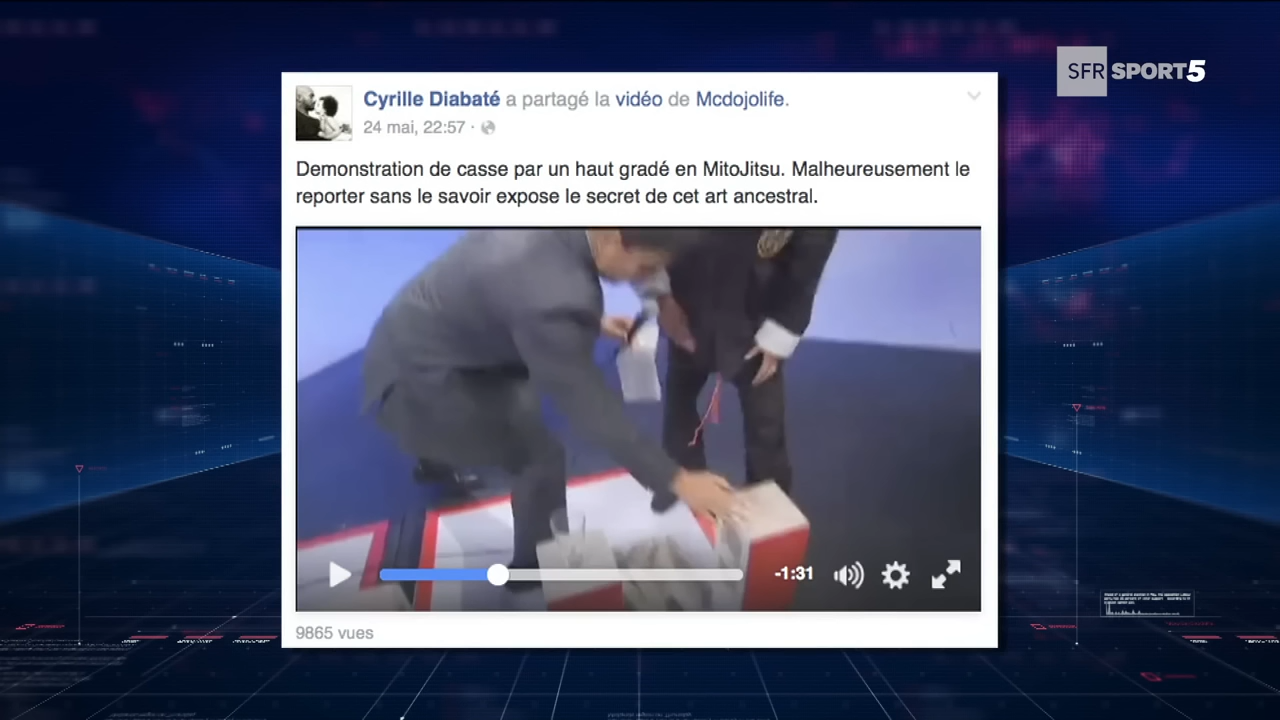 SFR SPORT5
Cyrille Diabaté a partagé la vidéo de Mcdojolife.
24 mai, 22:57 ·
Demonstration de casse par un haut gradé en MitoJitsu. Malheureusement le
reporter sans le savoir expose le secret de cet art ancestral.
-1:31
9865 vues